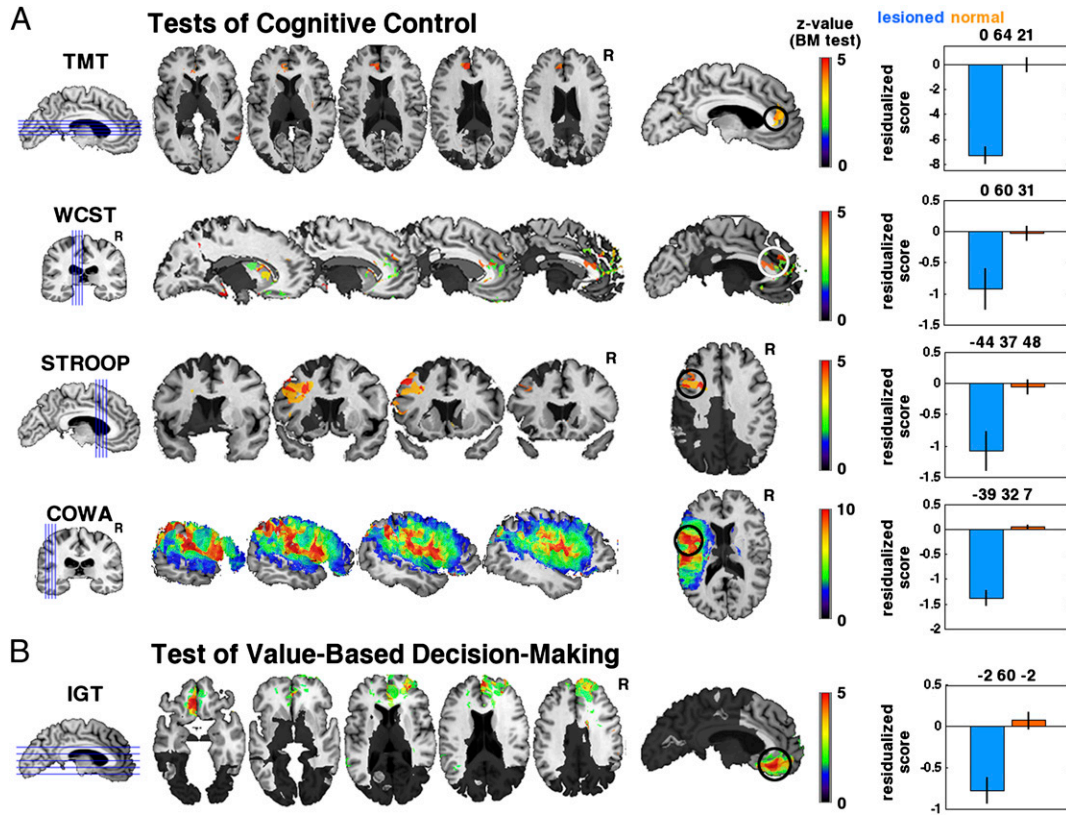 A
Tests of Cognitive Control
z-value
(BM test)
lesioned normal
TMT
R
5
0
0 64 21
residualized
score
0
-2
-4
-6
-8
WCST
R
5
0
0 60 31
residualized
score
0.5
0
-0.5
-1
-1.5
STROOP
R
R
5
0
-44 37 48
residualized
score
0.5
0
-0.5
-1
-1.5
COWA
R
R
10
0
-39 32 7
residualized
score
0.5
0
-0.5
-1
-1.5
-2
B
Test of Value-Based Decision-Making
IGT
R
5
0
-2 60 -2
residualized
score
0.5
0
-0.5
-1